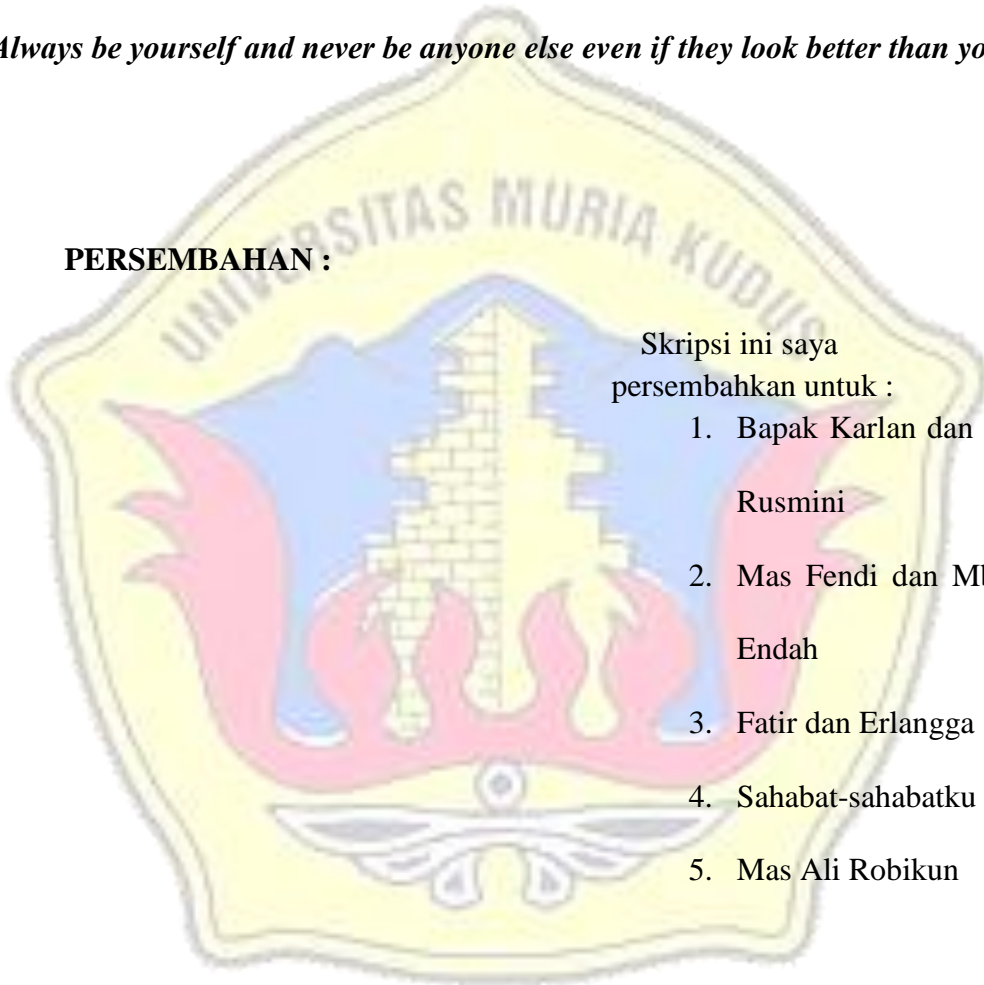 Always be yourself and never be anyone else even if they look better than yo
UNIVERSITAS MURIA KUDUS
PERSEMBAHAN :
Skripsi ini saya
persembahkan untuk :
1. Bapak Karlan dan
Rusmini
2. Mas Fendi dan Mb
Endah
3. Fatir dan Erlangga
4. Sahabat-sahabatku
5. Mas Ali Robikun